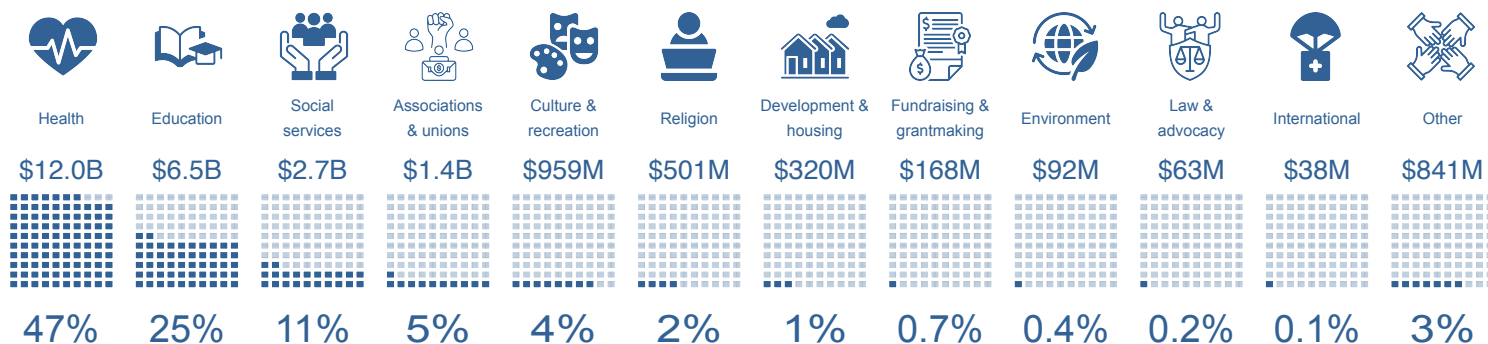 Health
Education
Social
services
Associations
& unions
Culture &
recreation
Religion
Development &
housing
Fundraising &
grantmaking
Environment
Law &
advocacy
International
Other
$12.0B
$6.5B
$2.7B
$1.4B
$959M
$501M
$320M
$168M
$92M
$63M
$38M
$841M
47%
25%
11%
5%
4%
2%
1%
0.7%
0.4%
0.2%
0.1%
3%